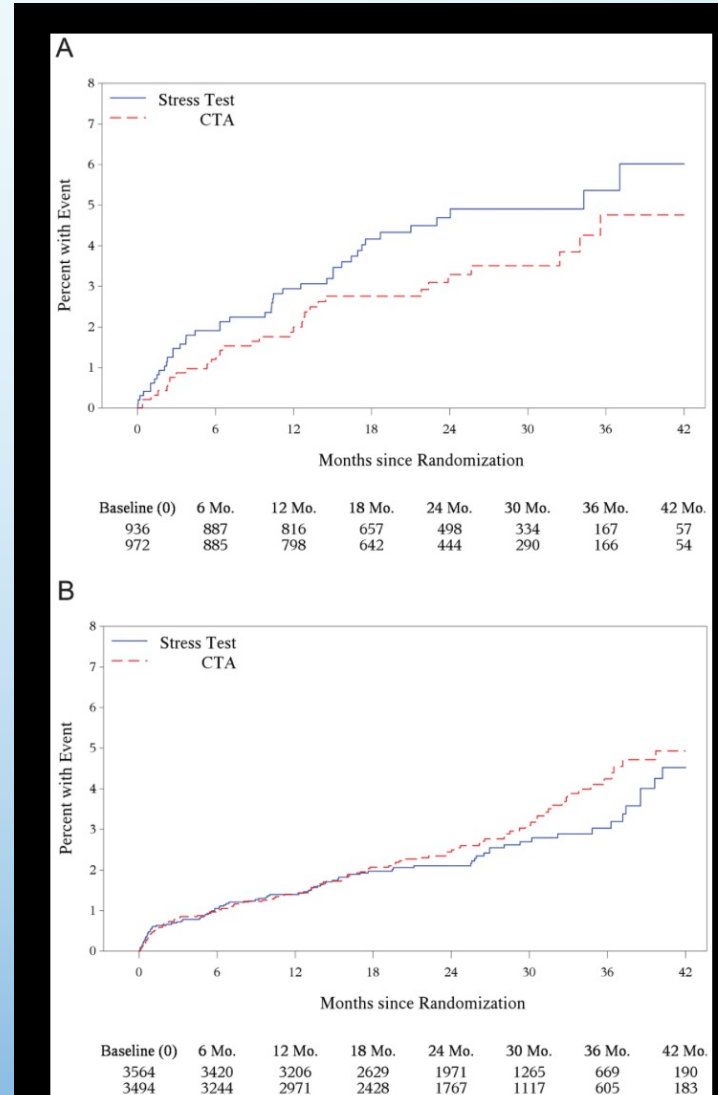 A
8
7
6
5
4
3
2
1
0
Percent with Event
Stress Test
CTA
0 6 12 18 24 30 36 42
Months since Randomization
Baseline (0) 6 Mo. 12 Mo. 18 Mo. 24 Mo. 30 Mo. 36 Mo. 42 Mo.
936 887 816 657 498 334 167 57
972 885 798 642 444 290 166 54
B
8
7
6
5
4
3
2
1
0
Percent with Event
Stress Test
CTA
0 6 12 18 24 30 36 42
Months since Randomization
Baseline (0) 6 Mo. 12 Mo. 18 Mo. 24 Mo. 30 Mo. 36 Mo. 42 Mo.
3564 3420 3206 2629 1971 1265 669 190
3494 3244 2971 2428 1767 1117 605 183